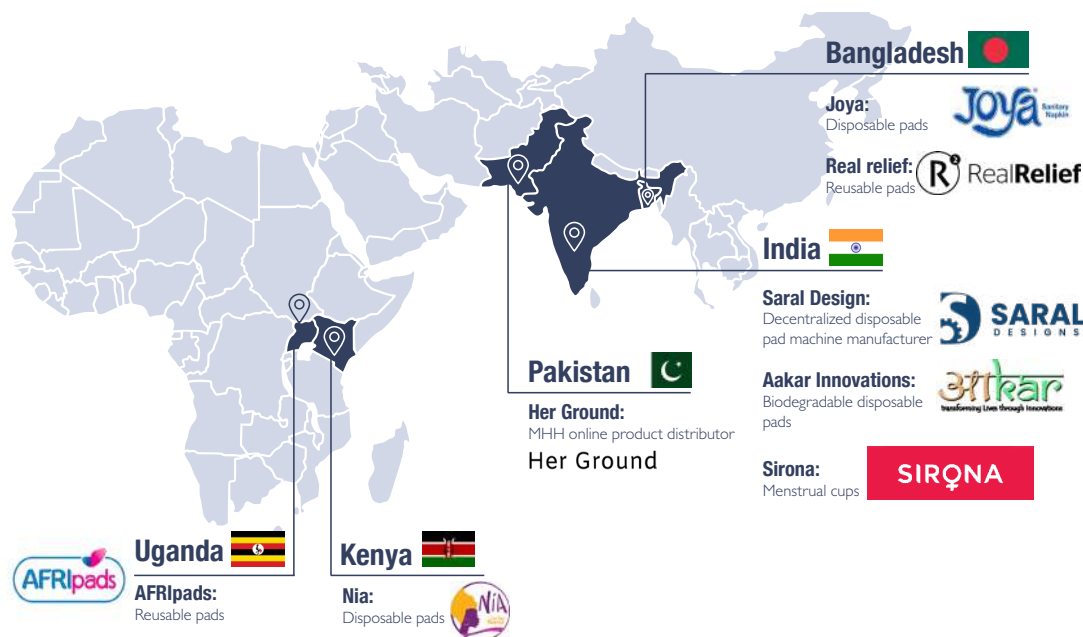 Bangladesh
Joya:
Disposable pads
Joya Sanitary
Napkin
Real relief:
Reusable pads
R 2 RealRelief
India
Saral Design:
Decentralized disposable
pad machine manufacturer
SARAL
DESIGNS
Aakar Innovations:
Biodegradable disposable
pads
आकार
transforming Lives through Innovations
Sirona:
Menstrual cups
SIRONA
Pakistan
Her Ground:
MHH online product distributor
Her Ground
Uganda
AFRIpads
AFRIpads:
Reusable pads
Kenya
Nia:
Disposable pads
NiA